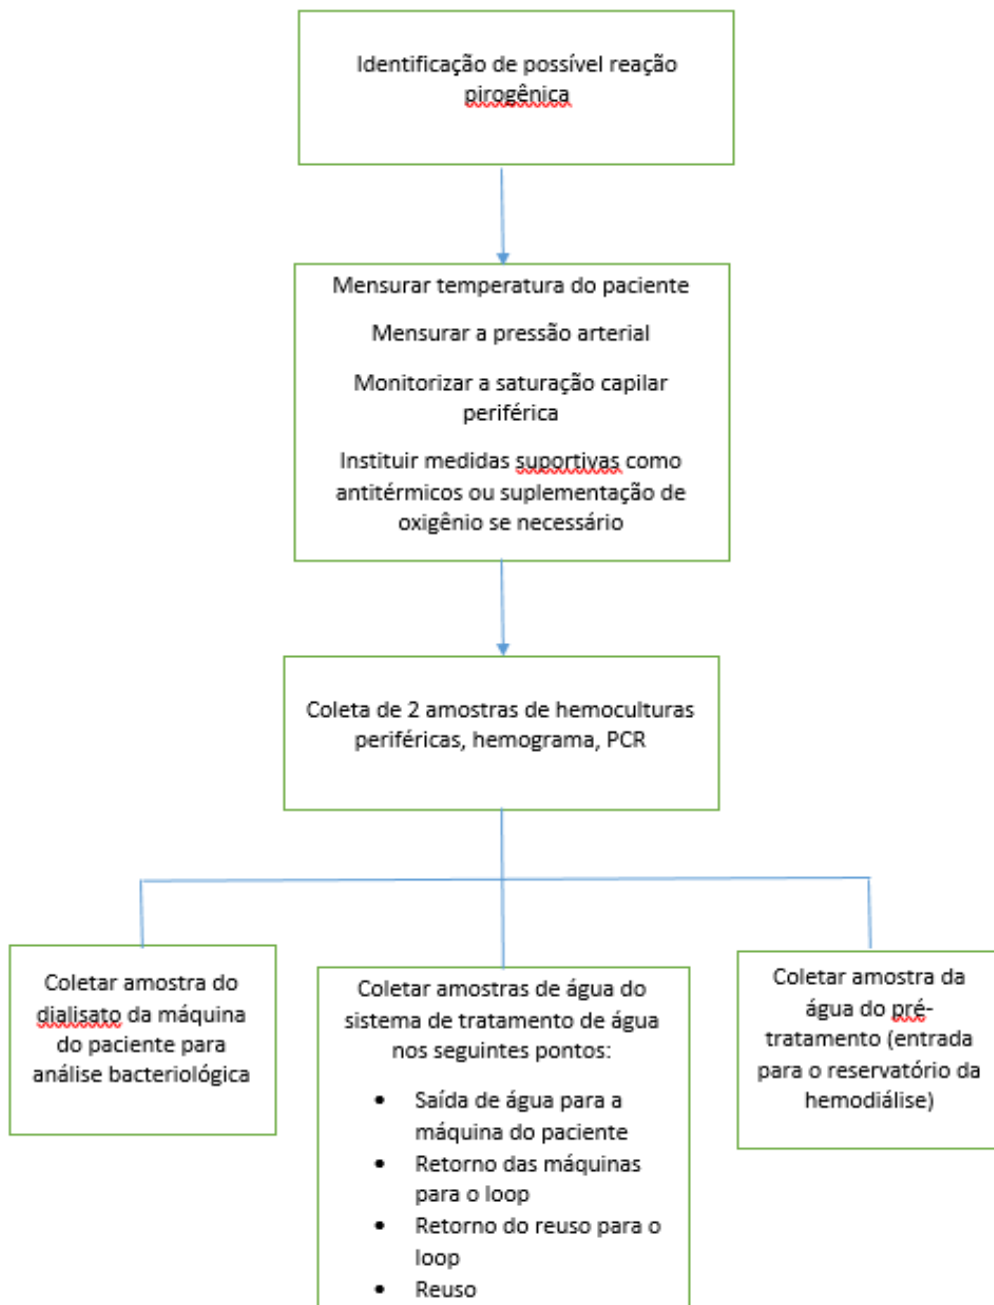 Identificação de possível reação
pirogênica
Mensurar temperatura do paciente
Mensurar a pressão arterial
Monitorizar a saturação capilar
periférica
Instituir medidas suportivas como
antitérmicos ou suplementação de
oxigênio se necessário
Coleta de 2 amostras de hemoculturas
periféricas, hemograma, PCR
Coletar amostra do
dialisato da máquina
do paciente para
análise bacteriológica
Coletar amostras de água do
sistema de tratamento de água
nos seguintes pontos:
• Saída de água para a
máquina do paciente
• Retorno das máquinas
para o loop
• Retorno do reuso para o
loop
• Reuso
Coletar amostra da
água do pré-
tratamento (entrada
para o reservatório da
hemodiálise)